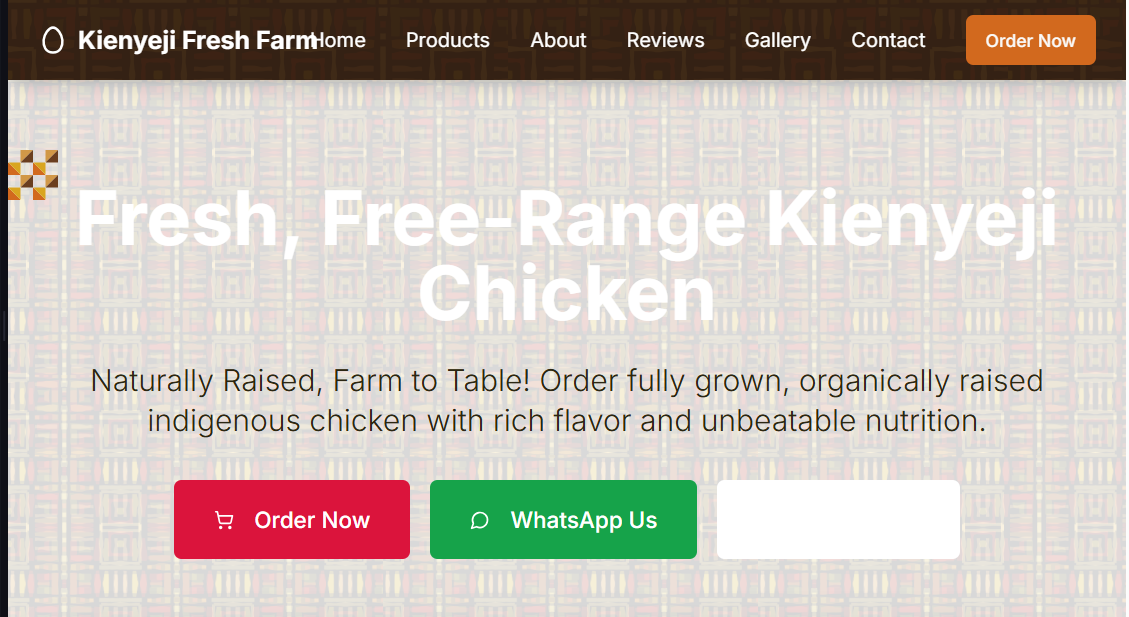 Kienyeji Fresh Farm
Home
Products
About
Reviews
Gallery
Contact
Order Now
Fresh, Free-Range Kienyeji
Chicken
Naturally Raised, Farm to Table! Order fully grown, organically raised
indigenous chicken with rich flavor and unbeatable nutrition.
Order Now
WhatsApp Us